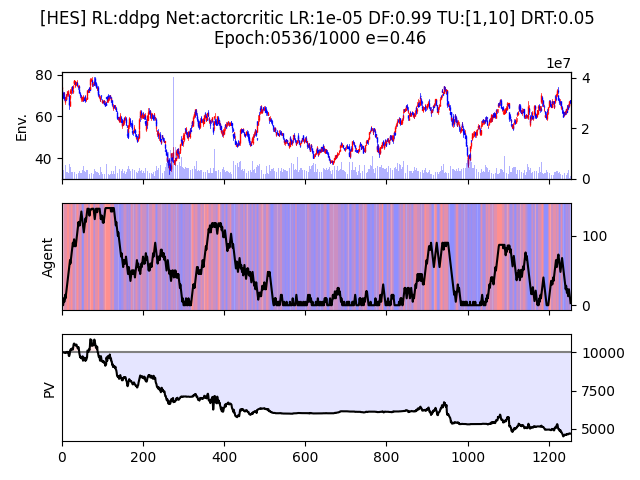 [HES] RL:ddpg Net:actorcritic LR:1e-05 DF:0.99 TU:[1,10] DRT:0.05
Epoch:0536/1000 e=0.46
1e7
80
60
40
Env.
4
2
0
Agent
100
0
PV
10000
7500
5000
0 200 400 600 800 1000 1200